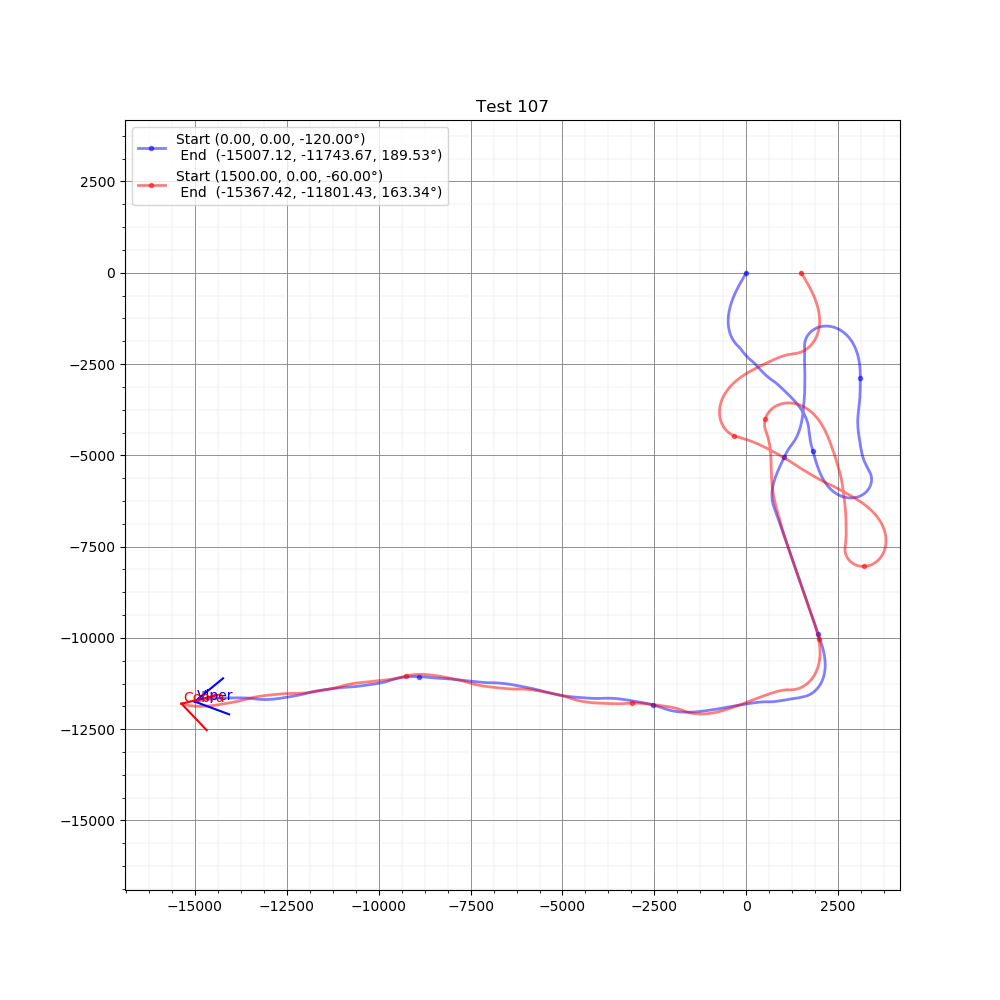 Test 107
Start (0.00, 0.00, -120.00°)
End  (-15007.12, -11743.67, 189.53°)
Start (1500.00, 0.00, -60.00°)
End  (-15367.42, -11801.43, 163.34°)
2500
0
−2500
−5000
−7500
−10000
−12500
−15000
Viper
−15000
−12500
−10000
−7500
−5000
−2500
0
2500